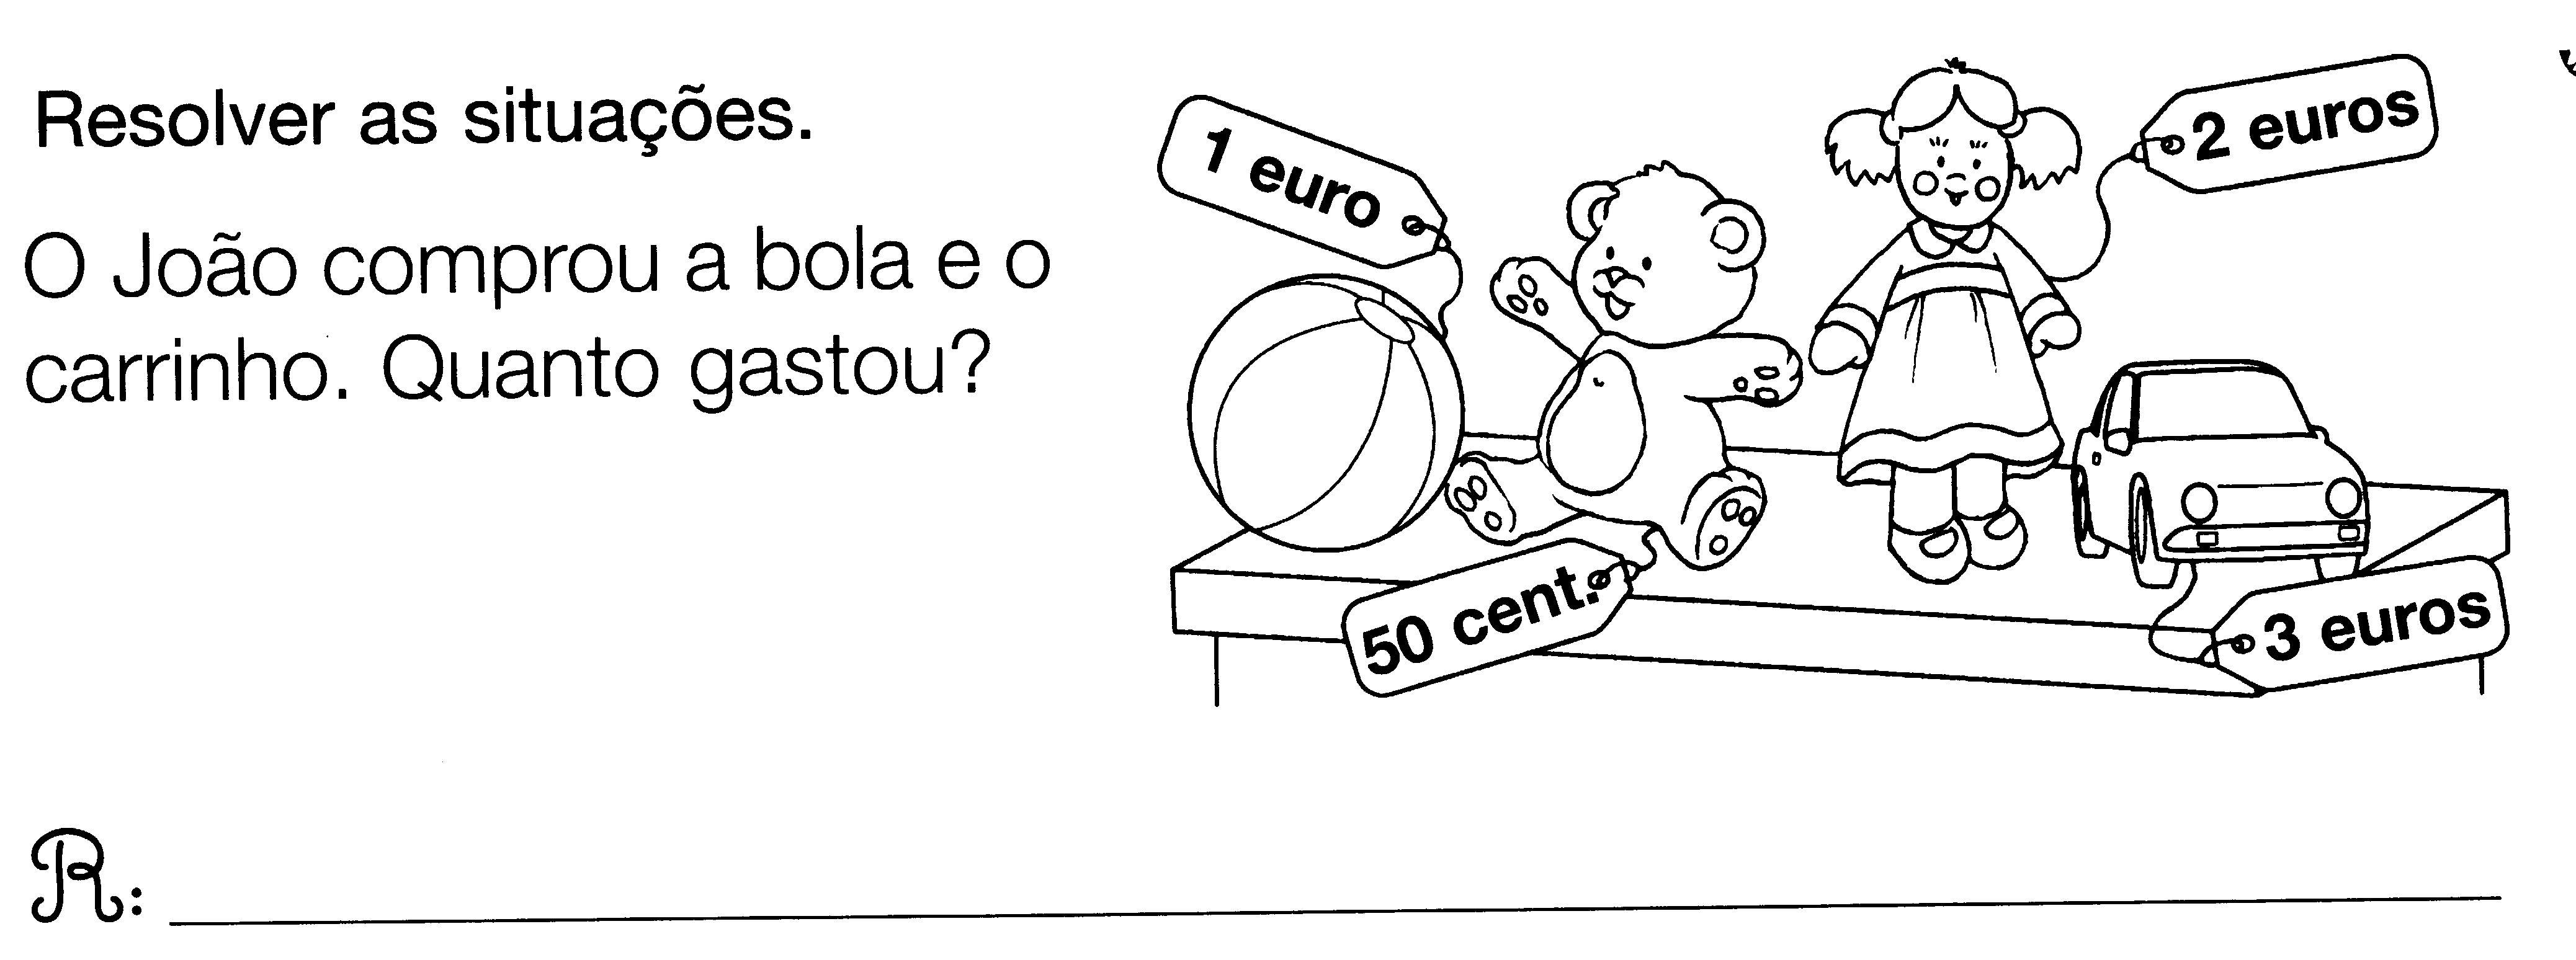 Resolver as situações.
O João comprou a bola e o
carrinho. Quanto gastou?
1 euro
2 euros
50 cent.
3 euros
R: